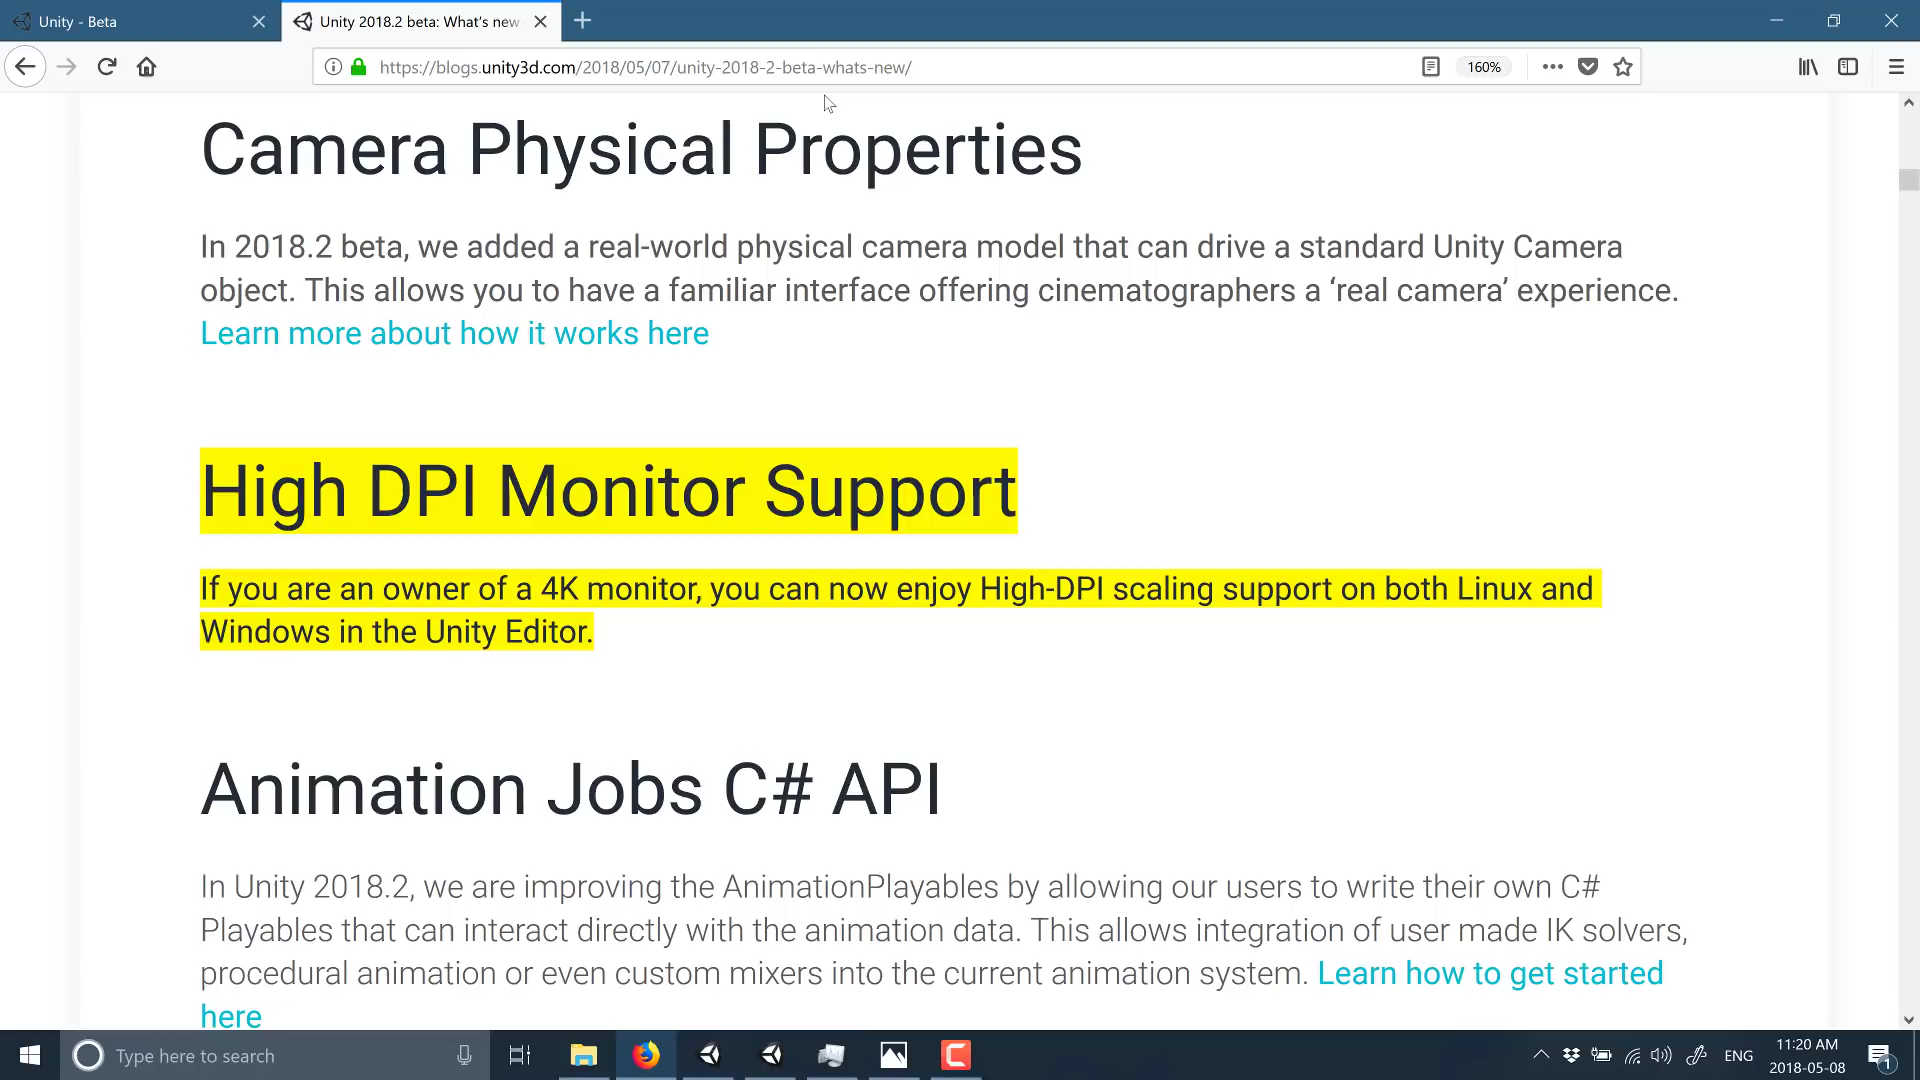 Unity - Beta
Unity 2018.2 beta: What's new
https://blogs.unity3d.com/2018/05/07/unity-2018-2-beta-whats-new/
160%
Camera Physical Properties
In 2018.2 beta, we added a real-world physical camera model that can drive a standard Unity Camera
object. This allows you to have a familiar interface offering cinematographers a ‘real camera’ experience.
Learn more about how it works here
High DPI Monitor Support
If you are an owner of a 4K monitor, you can now enjoy High-DPI scaling support on both Linux and
Windows in the Unity Editor.
Animation Jobs C# API
In Unity 2018.2, we are improving the AnimationPlayables by allowing our users to write their own C#
Playables that can interact directly with the animation data. This allows integration of user made IK solvers,
procedural animation or even custom mixers into the current animation system. Learn how to get started
here
Type here to search
ENG
11:20 AM
2018-05-08
1